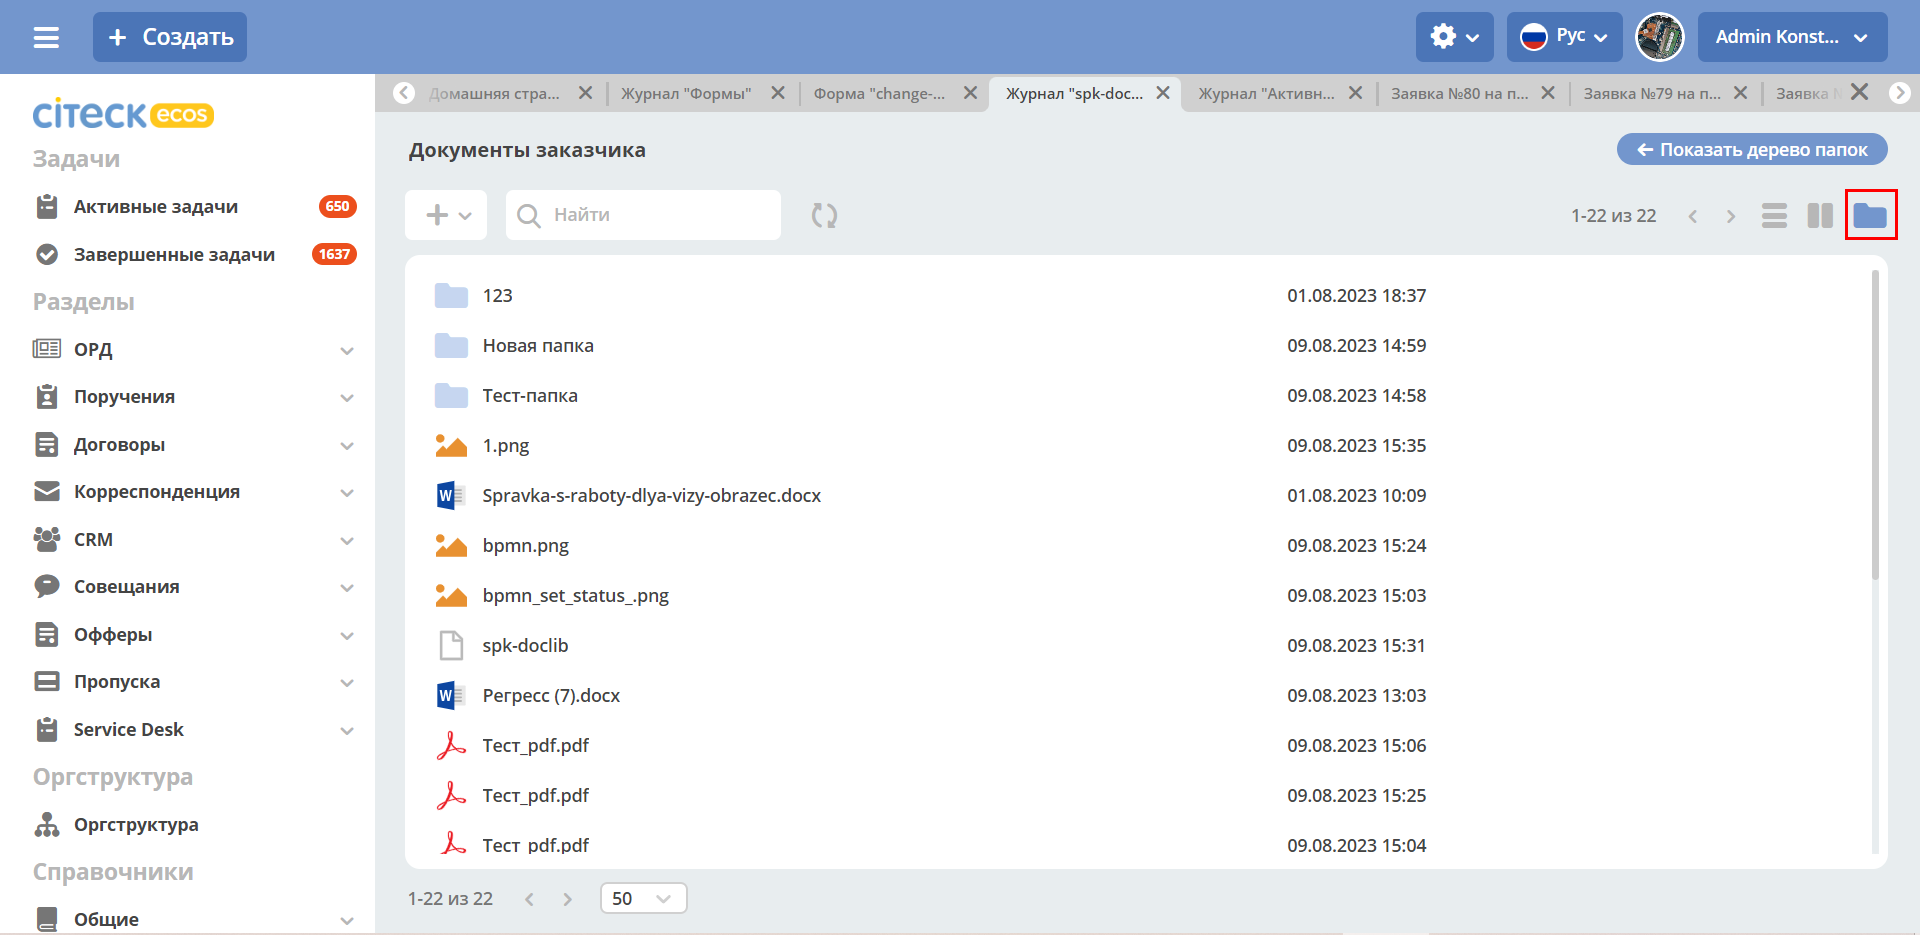 + Создать
Рус
Admin Konst...
citeck ecos
Задачи
Активные задачи 650
Завершенные задачи 1637
Разделы
ОРД
Поручения
Договоры
Корреспонденция
CRM
Совещания
Офферы
Пропуска
Service Desk
Оргструктура
Оргструктура
Справочники
Общие
Домашняя стра...
Журнал "Формы"
Форма "change-...
Журнал "spk-doc...
Журнал "Активн...
Заявка №80 на п...
Заявка №79 на п...
Заявка
Документы заказчика
Показать дерево папок
Найти
1-22 из 22
123 01.08.2023 18:37
Новая папка 09.08.2023 14:59
Тест-папка 09.08.2023 14:58
1.png 09.08.2023 15:35
W Spravka-s-raboty-dlya-vizy-obrazec.docx 01.08.2023 10:09
bpmn.png 09.08.2023 15:24
bpmn_set_status_.png 09.08.2023 15:03
spk-doclib 09.08.2023 15:31
W Регресс (7).docx 09.08.2023 13:03
Тест_pdf.pdf 09.08.2023 15:06
Тест_pdf.pdf 09.08.2023 15:25
Тест_pdf.pdf 09.08.2023 15:04
1-22 из 22
50